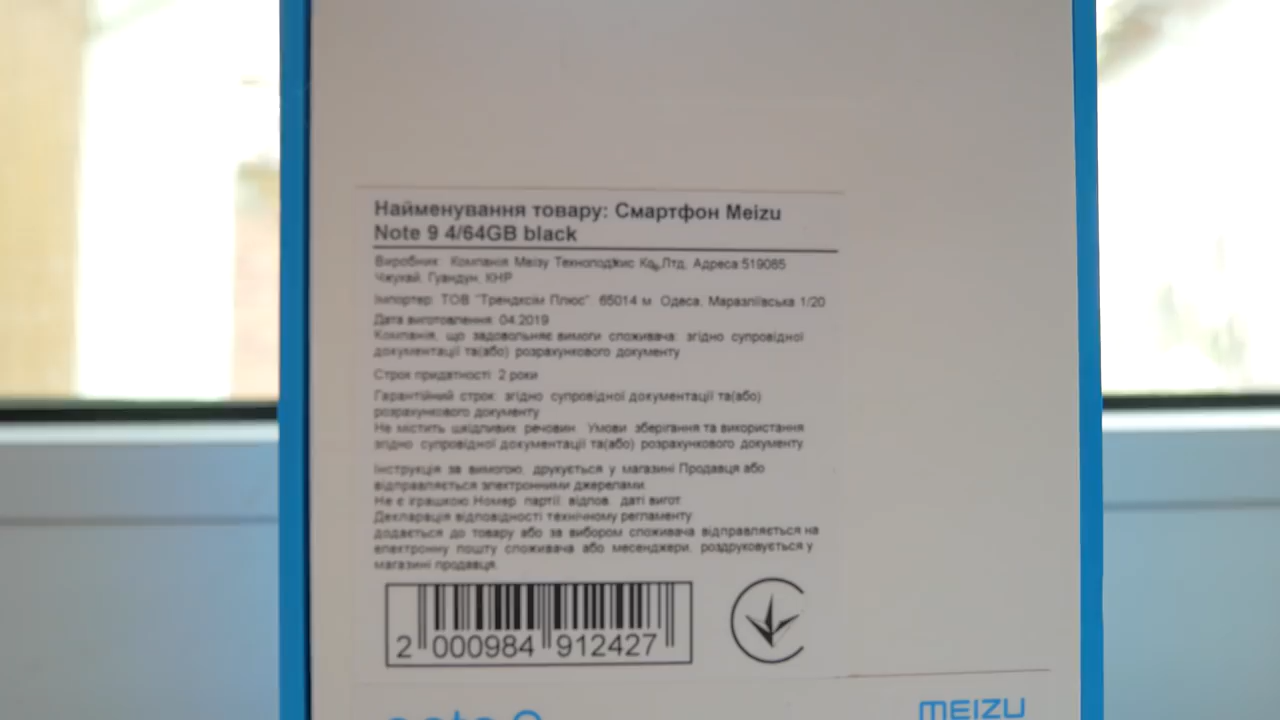 Найменування товару: Смартфон Meizu
Note 9 4/64GB black
Виробник: Компанія Мейзу Текнолоджис Ко., Лтд. Адреса:519085
Чжухай, Гуандун, КНР
Імпортер: ТОВ "Трендксім Плюс". 65014 м. Одеса, Маразліївська 1/20
Дата виготовлення: 04.2019
Компанія, що задовольняє вимоги споживача: згідно супровідної
документації та(або) розрахункового документу
Строк придатності: 2 роки
Гарантійний строк: згідно супровідної документації та(або)
розрахункового документу
Не містить шкідливих речовин. Умови зберігання та використання
згідно супровідної документації та(або) розрахункового документу
Інструкція за вимогою, друкується у магазині Продавця або
відправляється электронними джерелами.
Не є іграшкою.Номер партії: відпов. даті вигот.
Декларація відповідності технічному регламенту
додається до товару або за вибором споживача відправляється на
електронну пошту споживача або месенджери, роздруковується у
магазині продавця.
2 000984 912427
note 9
MEIZU